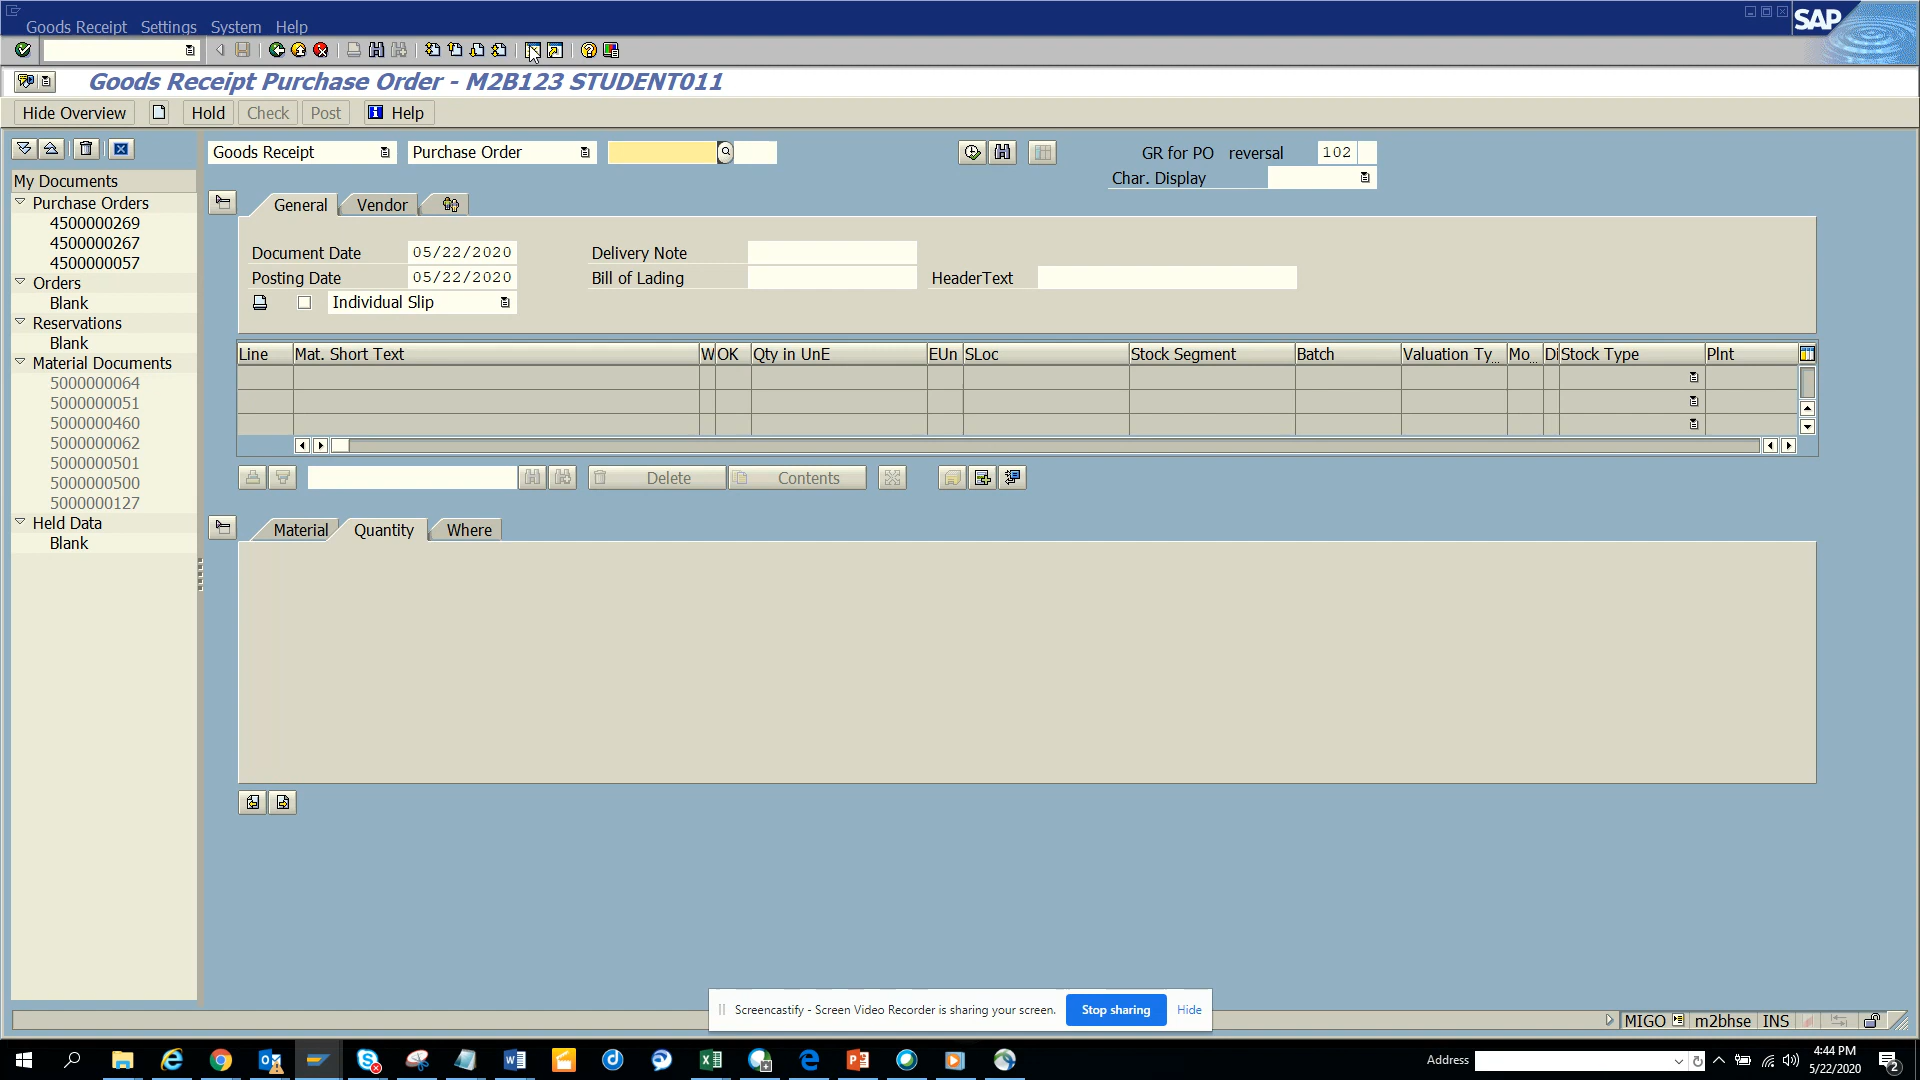 Goods Receipt Settings System Help
SAP
Goods Receipt Purchase Order - M2B123 STUDENT011
Hide Overview Hold Check Post Help
Goods Receipt Purchase Order GR for PO reversal 102
Char. Display
My Documents
Purchase Orders
4500000269
4500000267
4500000057
Orders
Blank
Reservations
Blank
Material Documents
5000000064
5000000051
5000000460
5000000062
5000000501
5000000500
5000000127
Held Data
Blank
General Vendor
Document Date 05/22/2020 Delivery Note
Posting Date 05/22/2020 Bill of Lading HeaderText
Individual Slip
Line Mat. Short Text W OK Qty in UnE EUn SLoc Stock Segment Batch Valuation Ty... Mo... Di Stock Type Plnt
Delete Contents
Material Quantity Where
Screencastify - Screen Video Recorder is sharing your screen. Stop sharing Hide
MIGO m2bhse INS
Address 4:44 PM
5/22/2020 2